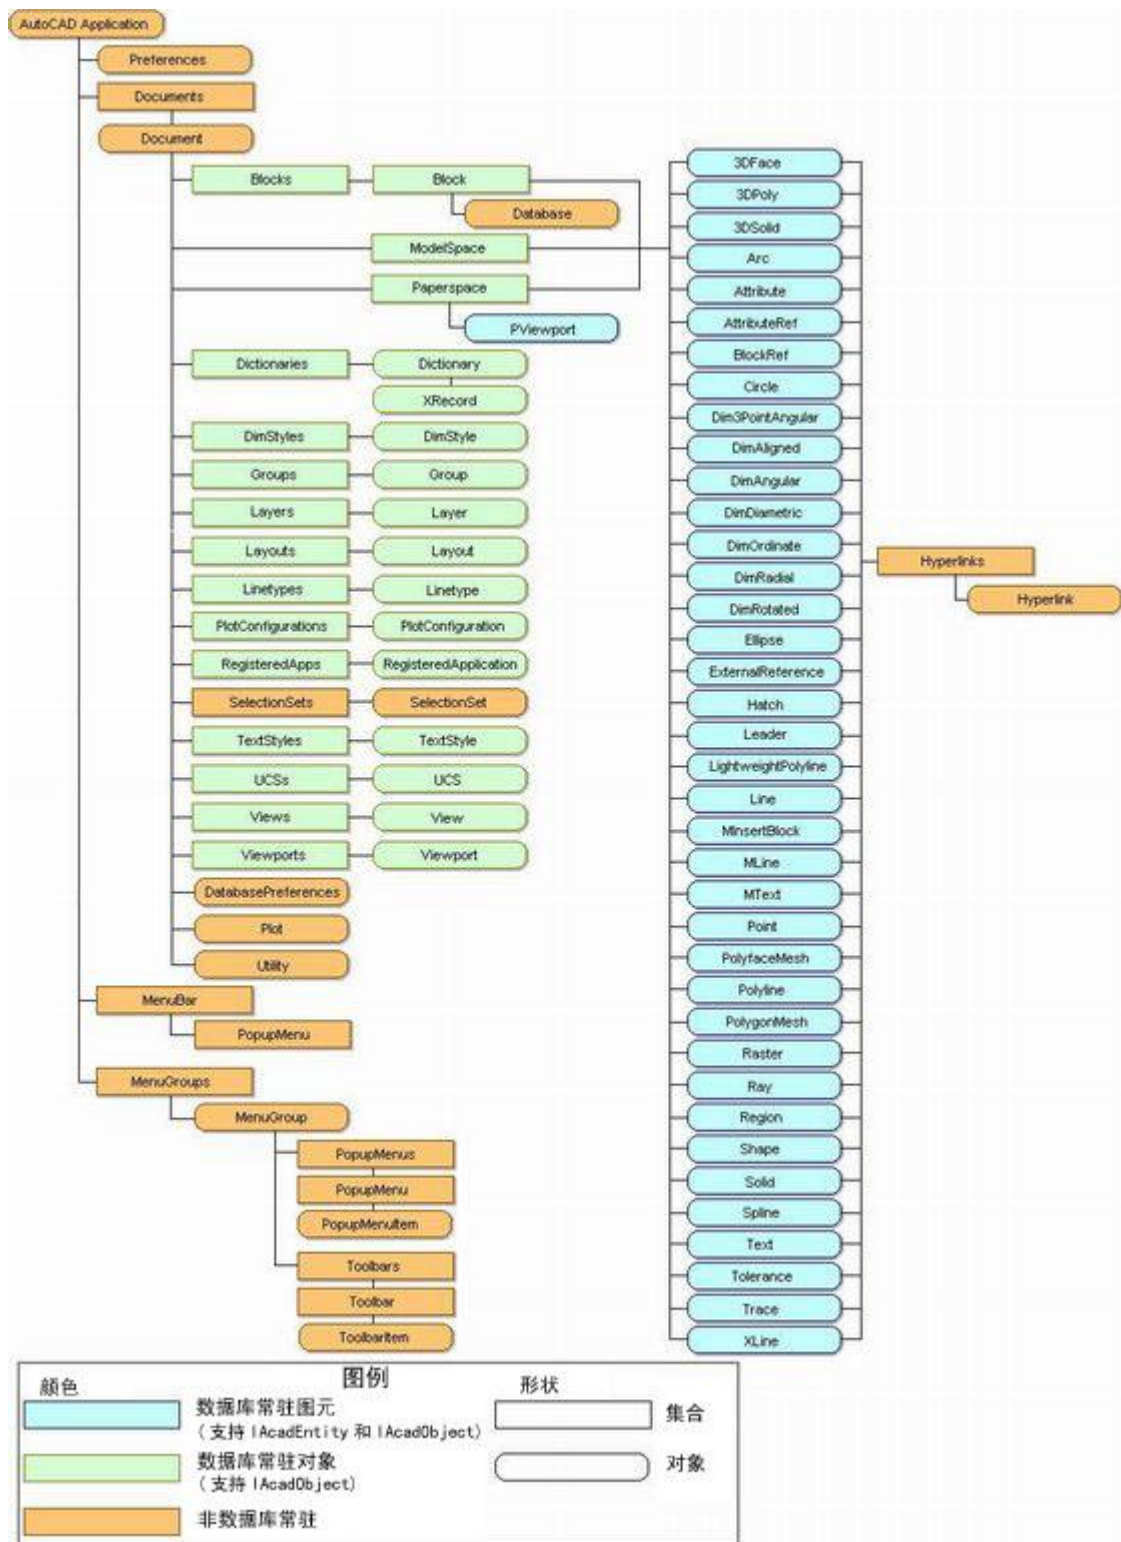 AutoCAD Application
Preferences
Documents
Document
Blocks
Block
Database
ModelSpace
Paperspace
PViewport
Dictionaries
Dictionary
XRecord
DimStyles
DimStyle
Groups
Group
Layers
Layer
Layouts
Layout
Linetypes
Linetype
PlotConfigurations
PlotConfiguration
RegisteredApps
RegisteredApplication
SelectionSets
SelectionSet
TextStyles
TextStyle
UCSs
UCS
Views
View
Viewports
Viewport
DatabasePreferences
Plot
Utility
MenuBar
PopupMenu
MenuGroups
MenuGroup
PopupMenus
PopupMenu
PopupMenuItem
Toolbars
Toolbar
ToolbarItem
3DFace
3DPoly
3DSolid
Arc
Attribute
AttributeRef
BlockRef
Circle
Dim3PointAngular
DimAligned
DimAngular
DimDiametric
DimOrdinate
DimRadial
DimRotated
Ellipse
ExternalReference
Hatch
Leader
LightweightPolyline
Line
MInsertBlock
MLine
MText
Point
PolyfaceMesh
Polyline
PolygonMesh
Raster
Ray
Region
Shape
Solid
Spline
Text
Tolerance
Trace
XLine
Hyperlinks
Hyperlink
图例
颜色
形状
数据库常驻图元
(支持 IAcadEntity 和 IAcadObject)
集合
数据库常驻对象
(支持 IAcadObject)
对象
非数据库常驻